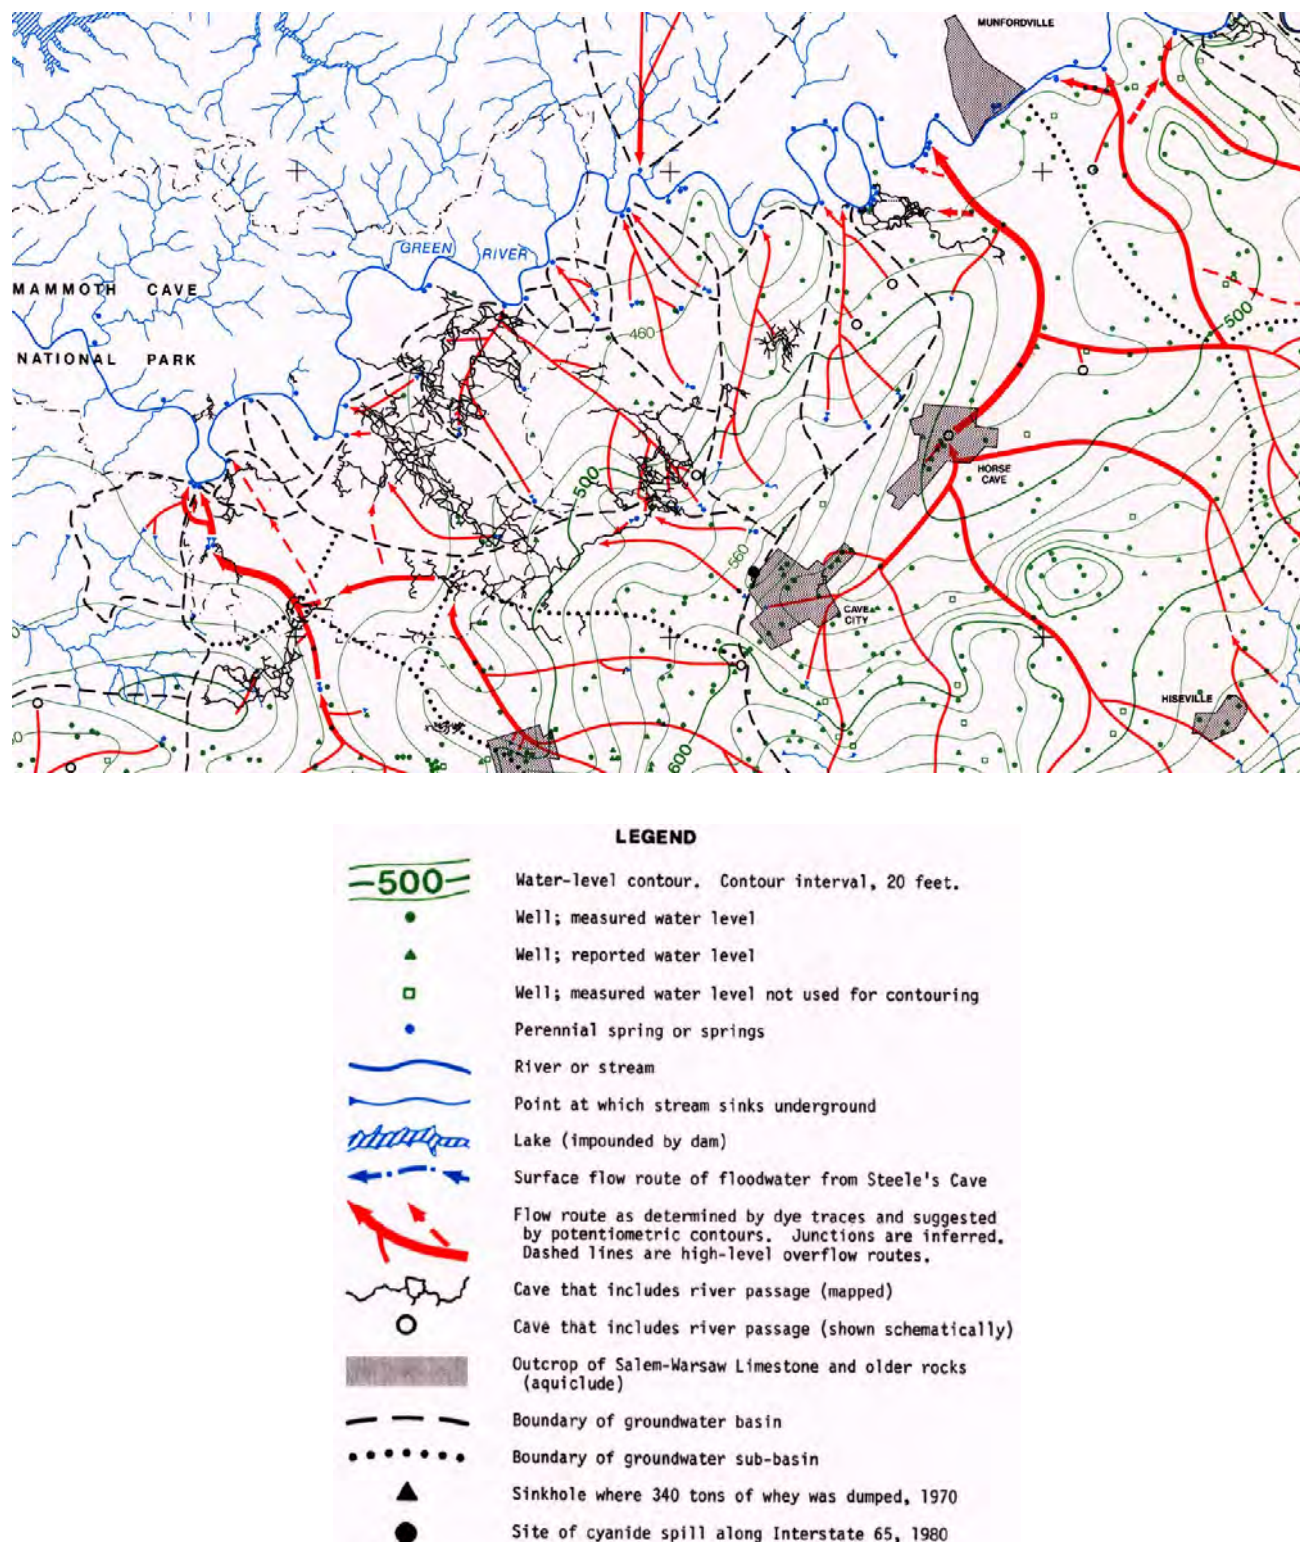 MUNFORDVILLE
GREEN RIVER
MAMMOTH CAVE
NATIONAL PARK
460
500
500
HORSE
CAVE
560
CAVE
CITY
HISEVILLE
600
LEGEND
500
Water-level contour. Contour interval, 20 feet.
Well; measured water level
Well; reported water level
Well; measured water level not used for contouring
Perennial spring or springs
River or stream
Point at which stream sinks underground
Lake (impounded by dam)
Surface flow route of floodwater from Steele's Cave
Flow route as determined by dye traces and suggested
by potentiometric contours. Junctions are inferred.
Dashed lines are high-level overflow routes.
Cave that includes river passage (mapped)
Cave that includes river passage (shown schematically)
Outcrop of Salem-Warsaw Limestone and older rocks
(aquiclude)
Boundary of groundwater basin
Boundary of groundwater sub-basin
Sinkhole where 340 tons of whey was dumped, 1970
Site of cyanide spill along Interstate 65, 1980